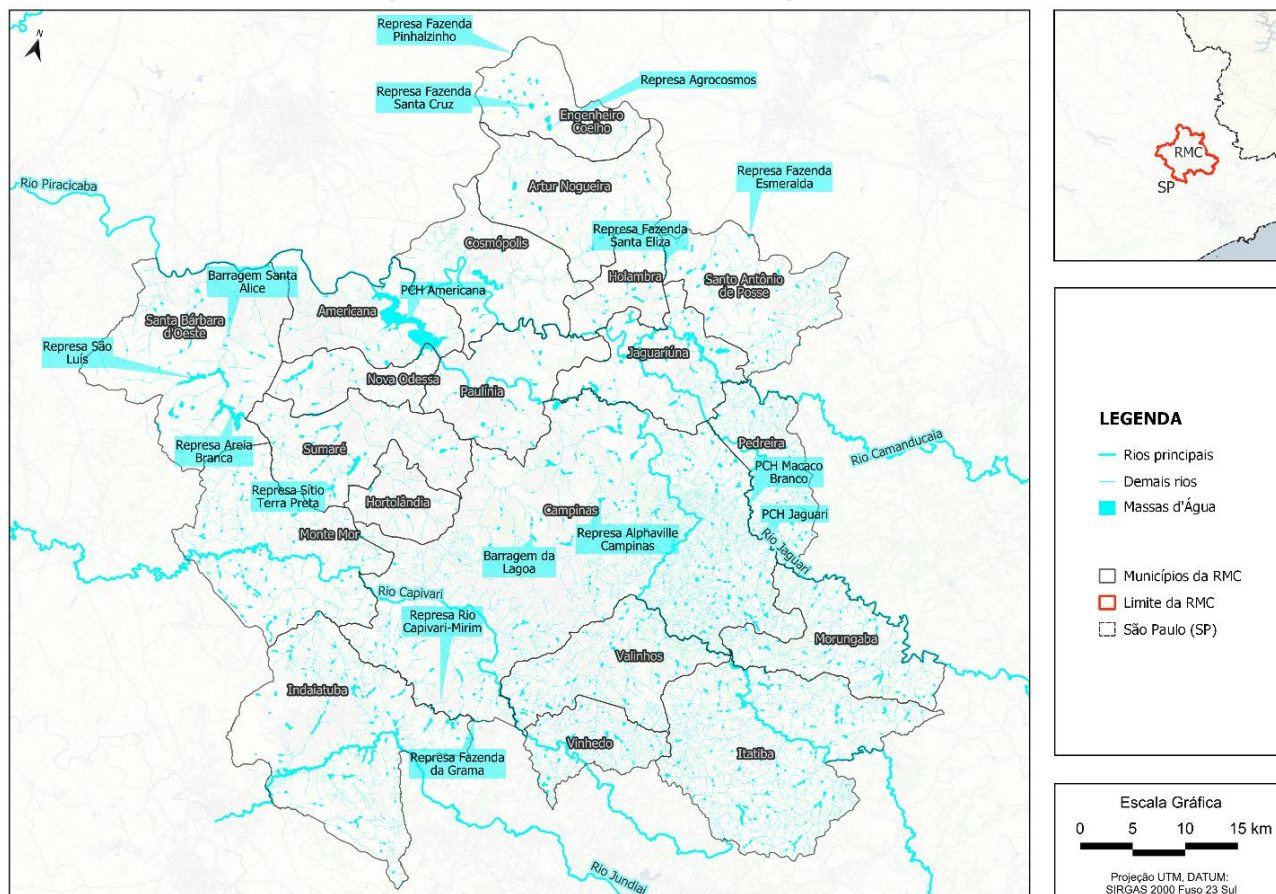 N
Represa Fazenda
Pinhalzinho
Represa Fazenda
Santa Cruz
Represa Agrocosmos
Engenheiro
Coelho
Rio Piracicaba
Artur Nogueira
Represa Fazenda
Esmeralda
Cosmópolis
Represa Fazenda
Santa Eliza
Holambra
Santo Antônio
de Posse
Barragem Santa
Alice
PCH Americana
Americana
Santa Bárbara
d'Oeste
Represa São
Luís
Jaguariúna
Nova Odessa
Paulínia
Represa Areia
Branca
Sumaré
Pedreira
Rio Camanducaia
PCH Macaco
Branco
Represa Sítio
Terra Preta
Hortolândia
Campinas
PCH Jaguari
Monte Mor
Represa Alphaville
Campinas
Barragem da
Lagoa
Rio Jaguari
Rio Capivari
Represa Rio
Capivari-Mirim
Morungaba
Valinhos
Indaiatuba
Vinhedo
Itatiba
Represa Fazenda
da Grama
Rio Jundiaí
RMC
SP
LEGENDA
Rios principais
Demais rios
Massas d'Água
Municípios da RMC
Limite da RMC
São Paulo (SP)
Escala Gráfica
0 5 10 15 km
Projeção UTM, DATUM:
SIRGAS 2000 Fuso 23 Sul